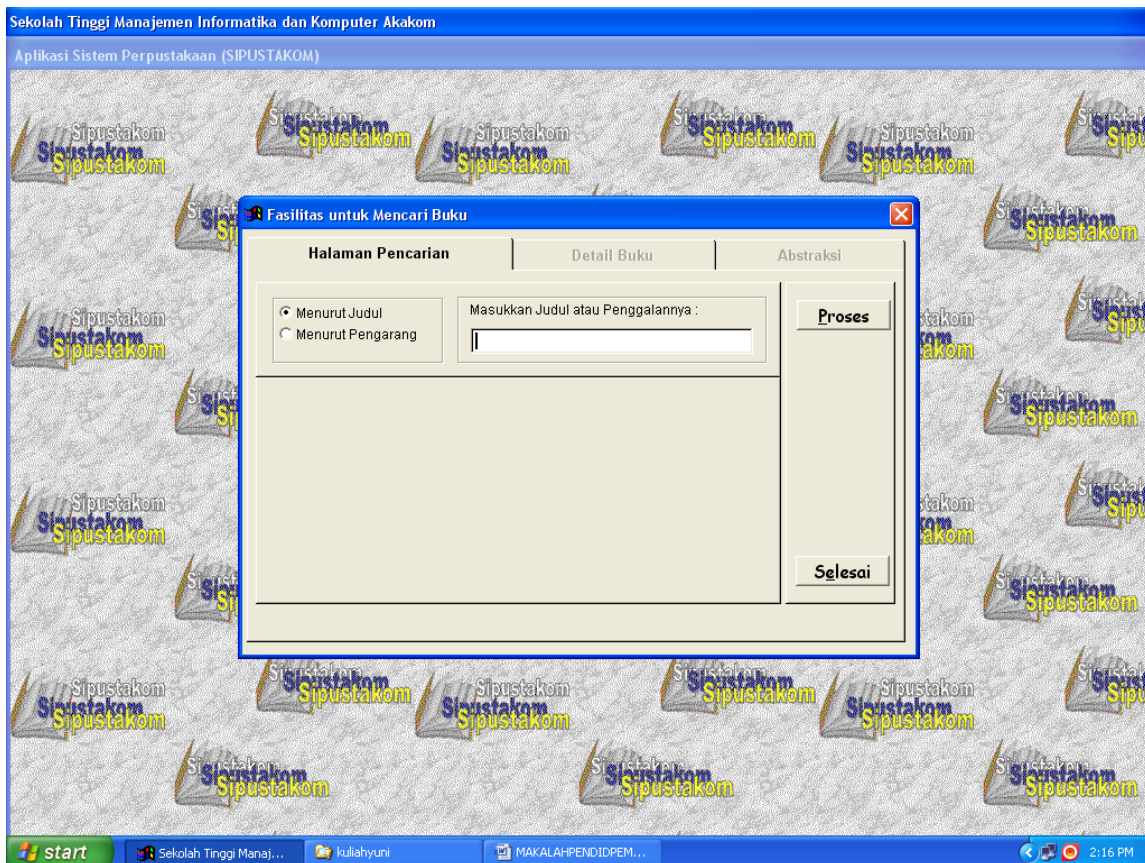 Sekolah Tinggi Manajemen Informatika dan Komputer Akakom
Aplikasi Sistem Perpustakaan (SIPUSTAKOM)
Sipustakom
Fasilitas untuk Mencari Buku
Halaman Pencarian Detail Buku Abstraksi
Menurut Judul
Menurut Pengarang
Masukkan Judul atau Penggalannya :
Proses
Selesai
start Sekolah Tinggi Manaj... kuliahyuni MAKALAHPENDIDPEM... 2:16 PM